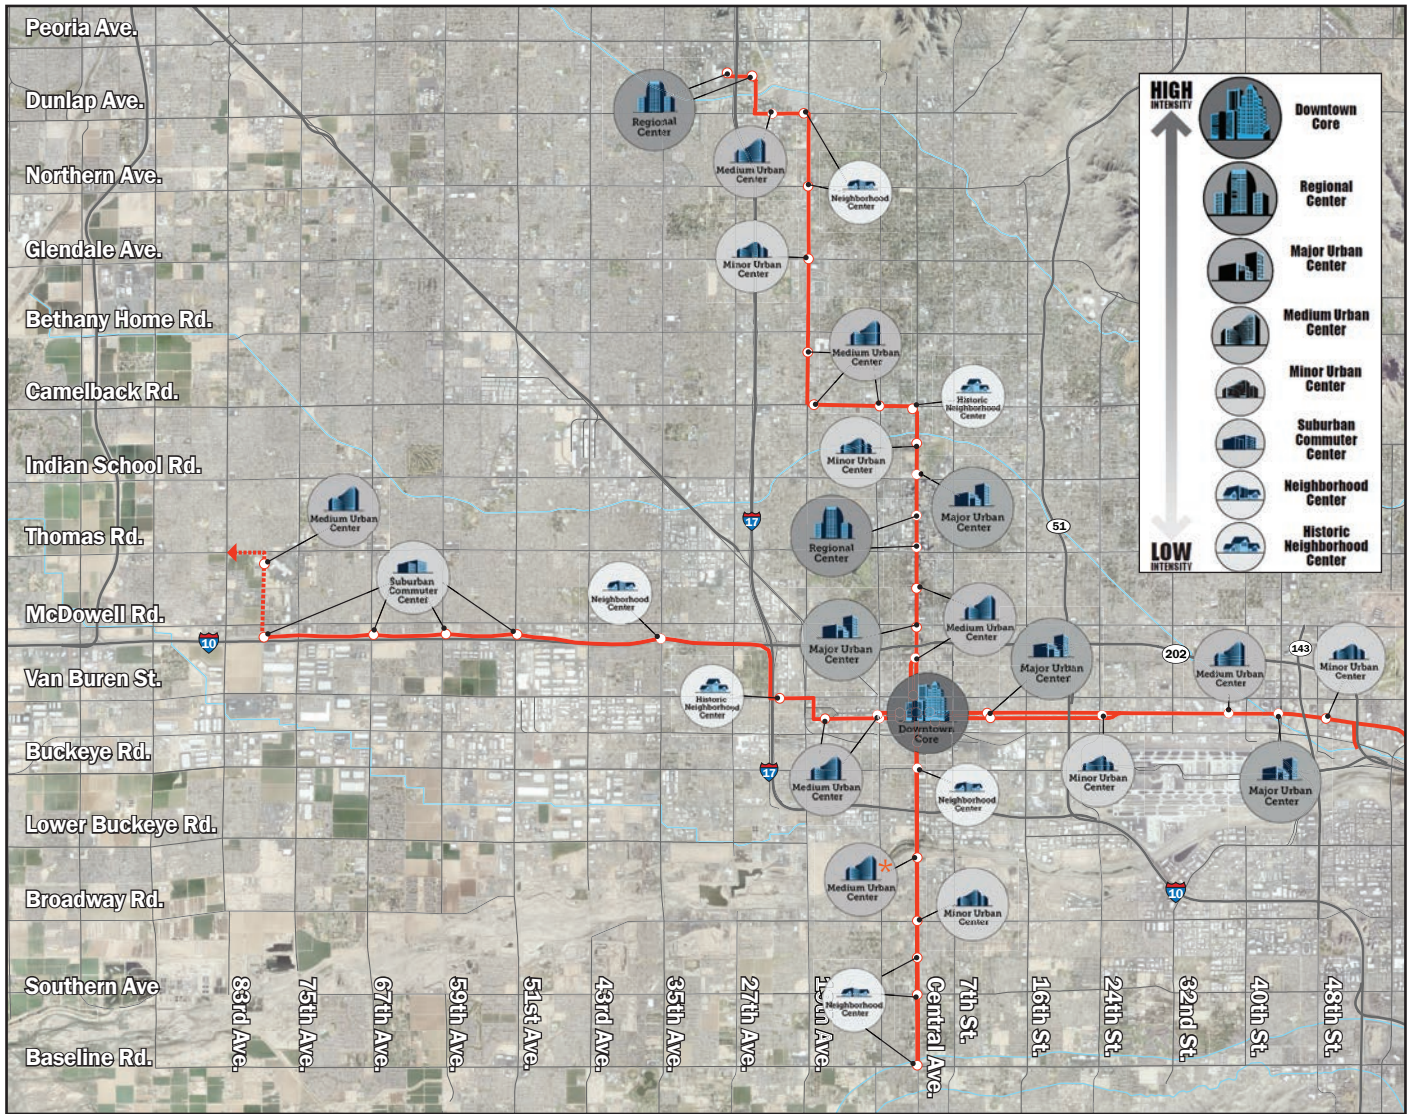 Peoria Ave.
Dunlap Ave.
Northern Ave.
Glendale Ave.
Bethany Home Rd.
Camelback Rd.
Indian School Rd.
Thomas Rd.
McDowell Rd.
Van Buren St.
Buckeye Rd.
Lower Buckeye Rd.
Broadway Rd.
Southern Ave
Baseline Rd.
83rd Ave.
75th Ave.
67th Ave.
59th Ave.
51st Ave.
43rd Ave.
35th Ave.
27th Ave.
19th Ave.
Central Ave.
7th St.
16th St.
24th St.
32nd St.
40th St.
48th St.
HIGH
INTENSITY
Downtown
Core
Regional
Center
Major Urban
Center
Medium Urban
Center
Minor Urban
Center
Suburban
Commuter
Center
Neighborhood
Center
Historic
Neighborhood
Center
LOW
INTENSITY
Regional
Center
Medium Urban
Center
Neighborhood
Center
Minor Urban
Center
Medium Urban
Center
Historic
Neighborhood
Center
Minor Urban
Center
Major Urban
Center
Regional
Center
Medium Urban
Center
Suburban
Commuter
Center
Neighborhood
Center
Medium Urban
Center
Major Urban
Center
Major Urban
Center
Medium Urban
Center
Minor Urban
Center
Historic
Neighborhood
Center
Downtown
Core
Medium Urban
Center
Neighborhood
Center
Minor Urban
Center
Major Urban
Center
Medium Urban
Center
*
Minor Urban
Center
Neighborhood
Center
17
51
10
202
143
17
10